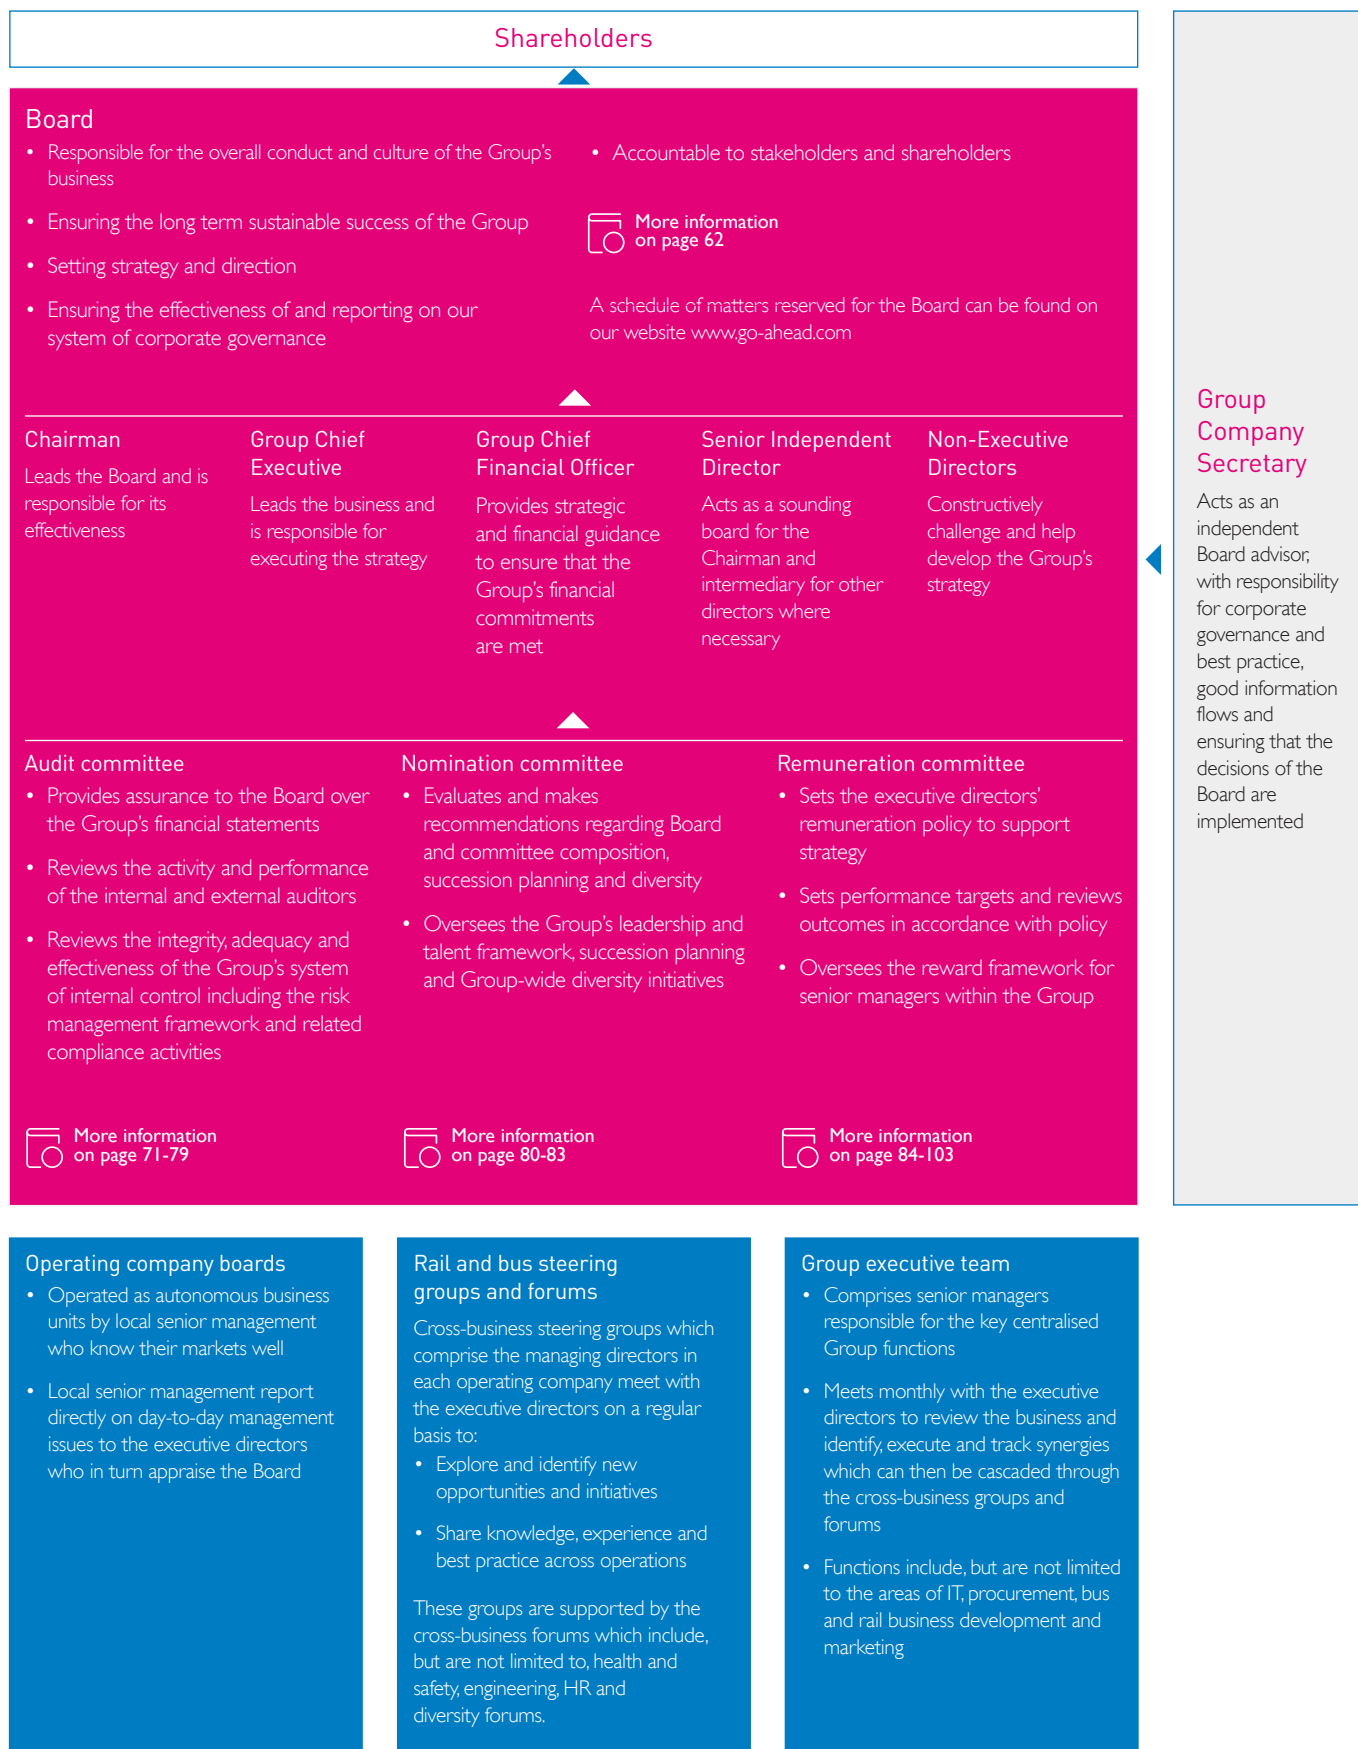 Shareholders
Board
• Responsible for the overall conduct and culture of the Group's
business
• Ensuring the long term sustainable success of the Group
• Setting strategy and direction
• Ensuring the effectiveness of and reporting on our
system of corporate governance
• Accountable to stakeholders and shareholders
More information
on page 62
A schedule of matters reserved for the Board can be found on
our website www.go-ahead.com
Chairman
Leads the Board and is
responsible for its
effectiveness
Group Chief
Executive
Leads the business and
is responsible for
executing the strategy
Group Chief
Financial Officer
Provides strategic
and financial guidance
to ensure that the
Group's financial
commitments
are met
Senior Independent
Director
Acts as a sounding
board for the
Chairman and
intermediary for other
directors where
necessary
Non-Executive
Directors
Constructively
challenge and help
develop the Group's
strategy
Audit committee
• Provides assurance to the Board over
the Group's financial statements
• Reviews the activity and performance
of the internal and external auditors
• Reviews the integrity, adequacy and
effectiveness of the Group's system
of internal control including the risk
management framework and related
compliance activities
More information
on page 71-79
Nomination committee
• Evaluates and makes
recommendations regarding Board
and committee composition,
succession planning and diversity
• Oversees the Group's leadership and
talent framework, succession planning
and Group-wide diversity initiatives
More information
on page 80-83
Remuneration committee
• Sets the executive directors'
remuneration policy to support
strategy
• Sets performance targets and reviews
outcomes in accordance with policy
• Oversees the reward framework for
senior managers within the Group
More information
on page 84-103
Group
Company
Secretary
Acts as an
independent
Board advisor,
with responsibility
for corporate
governance and
best practice,
good information
flows and
ensuring that the
decisions of the
Board are
implemented
Operating company boards
• Operated as autonomous business
units by local senior management
who know their markets well
• Local senior management report
directly on day-to-day management
issues to the executive directors
who in turn appraise the Board
Rail and bus steering
groups and forums
Cross-business steering groups which
comprise the managing directors in
each operating company meet with
the executive directors on a regular
basis to:
• Explore and identify new
opportunities and initiatives
• Share knowledge, experience and
best practice across operations
These groups are supported by the
cross-business forums which include,
but are not limited to, health and
safety, engineering, HR and
diversity forums.
Group executive team
• Comprises senior managers
responsible for the key centralised
Group functions
• Meets monthly with the executive
directors to review the business and
identify, execute and track synergies
which can then be cascaded through
the cross-business groups and
forums
• Functions include, but are not limited
to the areas of IT, procurement, bus
and rail business development and
marketing